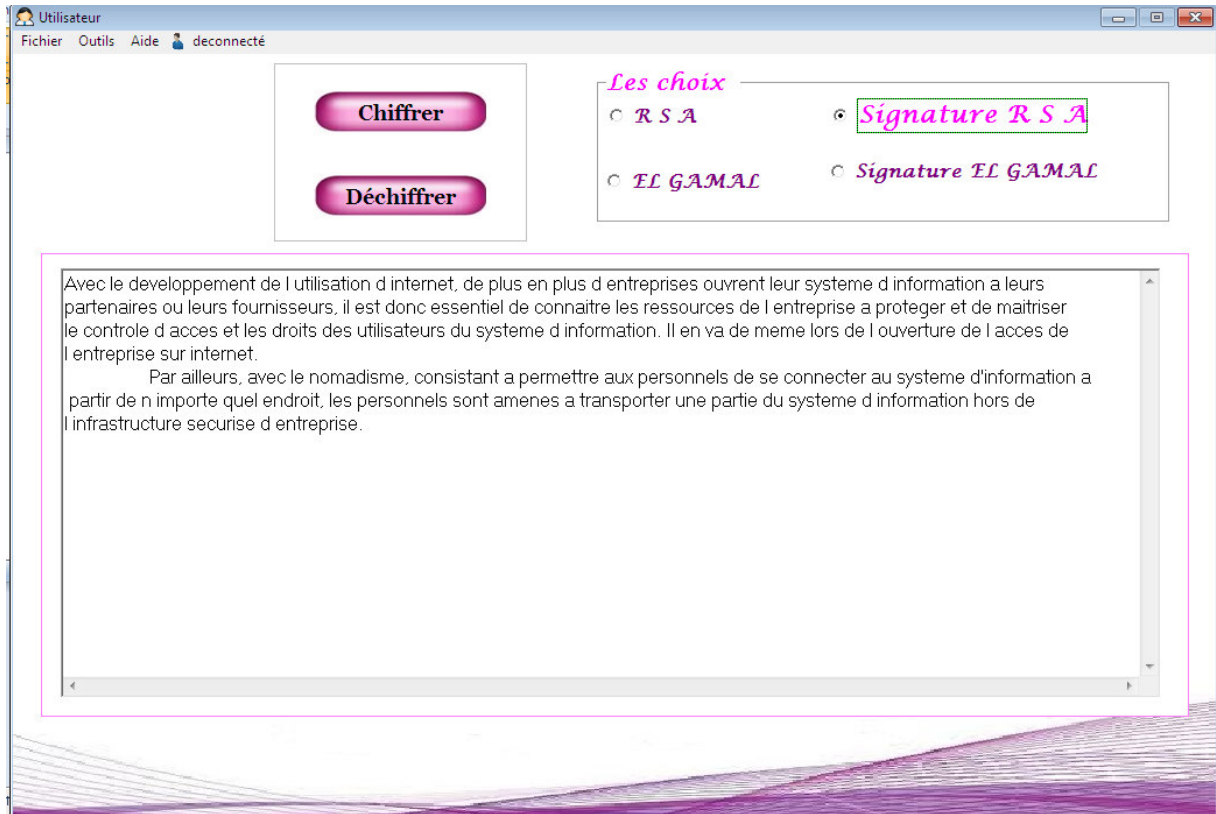 Utilisateur
Fichier Outils Aide deconnecté
Chiffrer
Déchiffrer
Les choix
R S A
Signature R S A
EL GAMAL
Signature EL GAMAL
Avec le developpement de l utilisation d internet, de plus en plus d entreprises ouvrent leur systeme d information a leurs
partenaires ou leurs fournisseurs, il est donc essentiel de connaitre les ressources de l entreprise a proteger et de maitriser
le controle d acces et les droits des utilisateurs du systeme d information. Il en va de meme lors de l ouverture de l acces de
l entreprise sur internet.
Par ailleurs, avec le nomadisme, consistant a permettre aux personnels de se connecter au systeme d'information a
partir de n importe quel endroit, les personnels sont amenes a transporter une partie du systeme d information hors de
l infrastructure securise d entreprise.